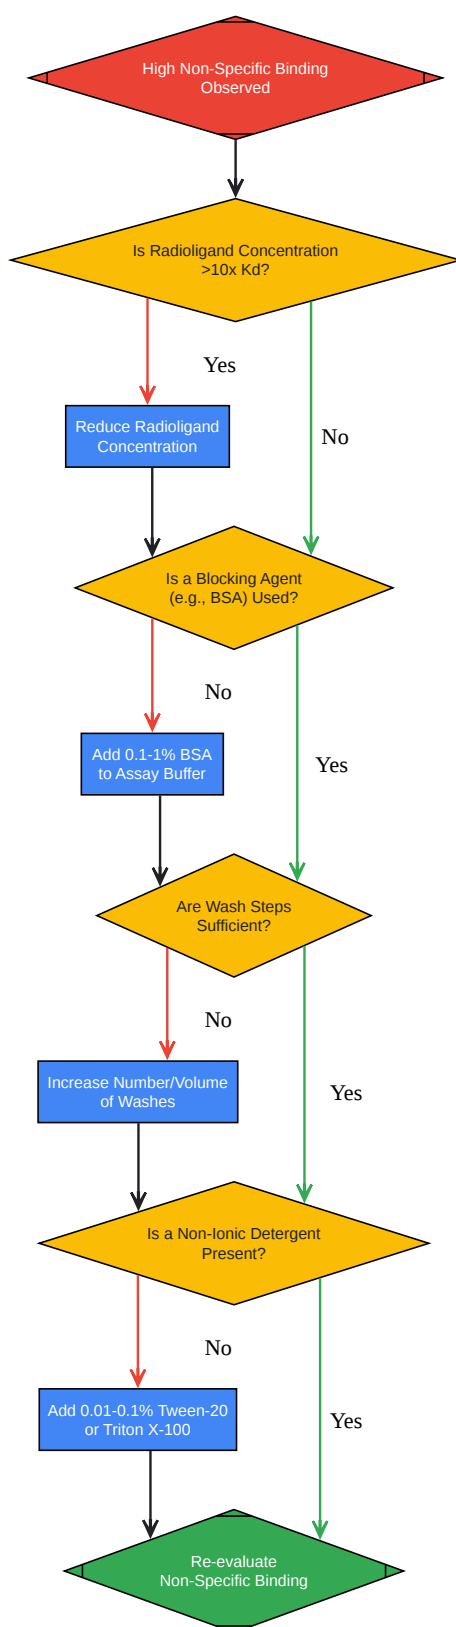 High Non-Specific Binding
Observed
Is Radioligand Concentration
>10x Kd?
Yes
Reduce Radioligand
Concentration
No
Is a Blocking Agent
(e.g., BSA) Used?
No
Add 0.1-1% BSA
to Assay Buffer
Yes
Are Wash Steps
Sufficient?
No
Increase Number/Volume
of Washes
Yes
Is a Non-Ionic Detergent
Present?
No
Add 0.01-0.1% Tween-20
or Triton X-100
Yes
Re-evaluate
Non-Specific Binding